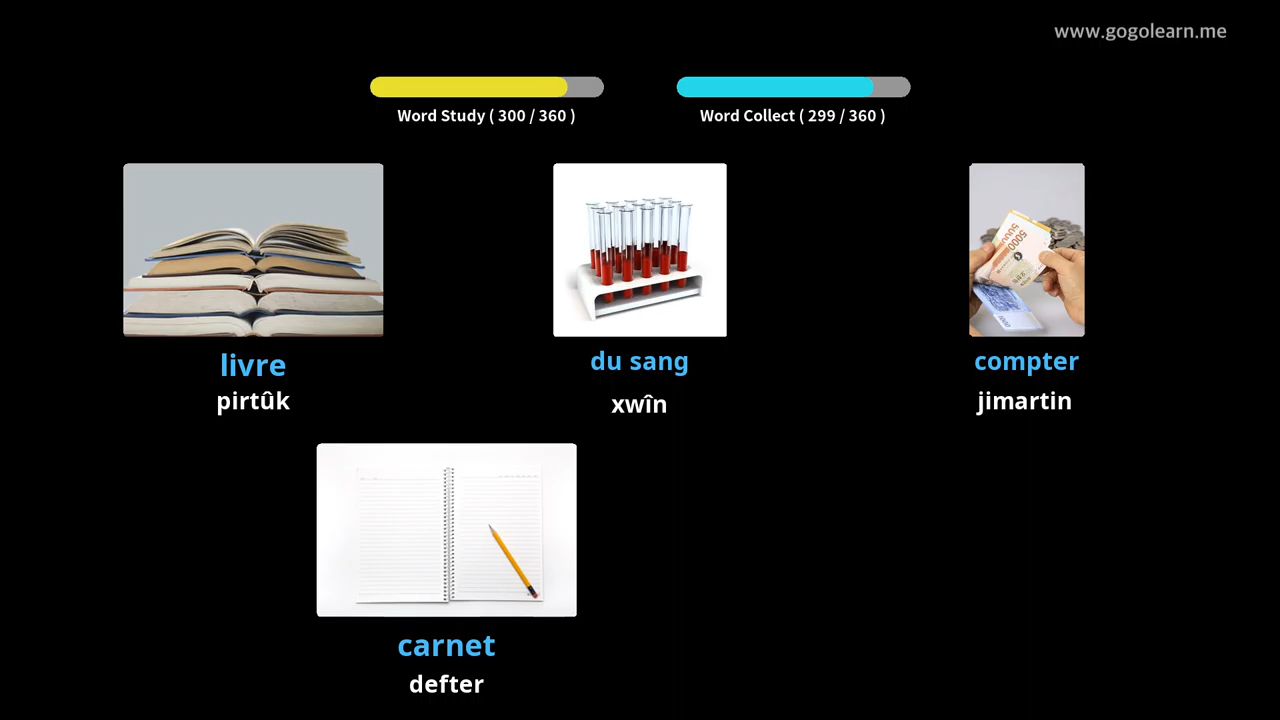 www.gogolearn.me
Word Study ( 300 / 360 )
Word Collect ( 299 / 360 )
livre
pirtûk
du sang
xwîn
compter
jimartin
carnet
defter